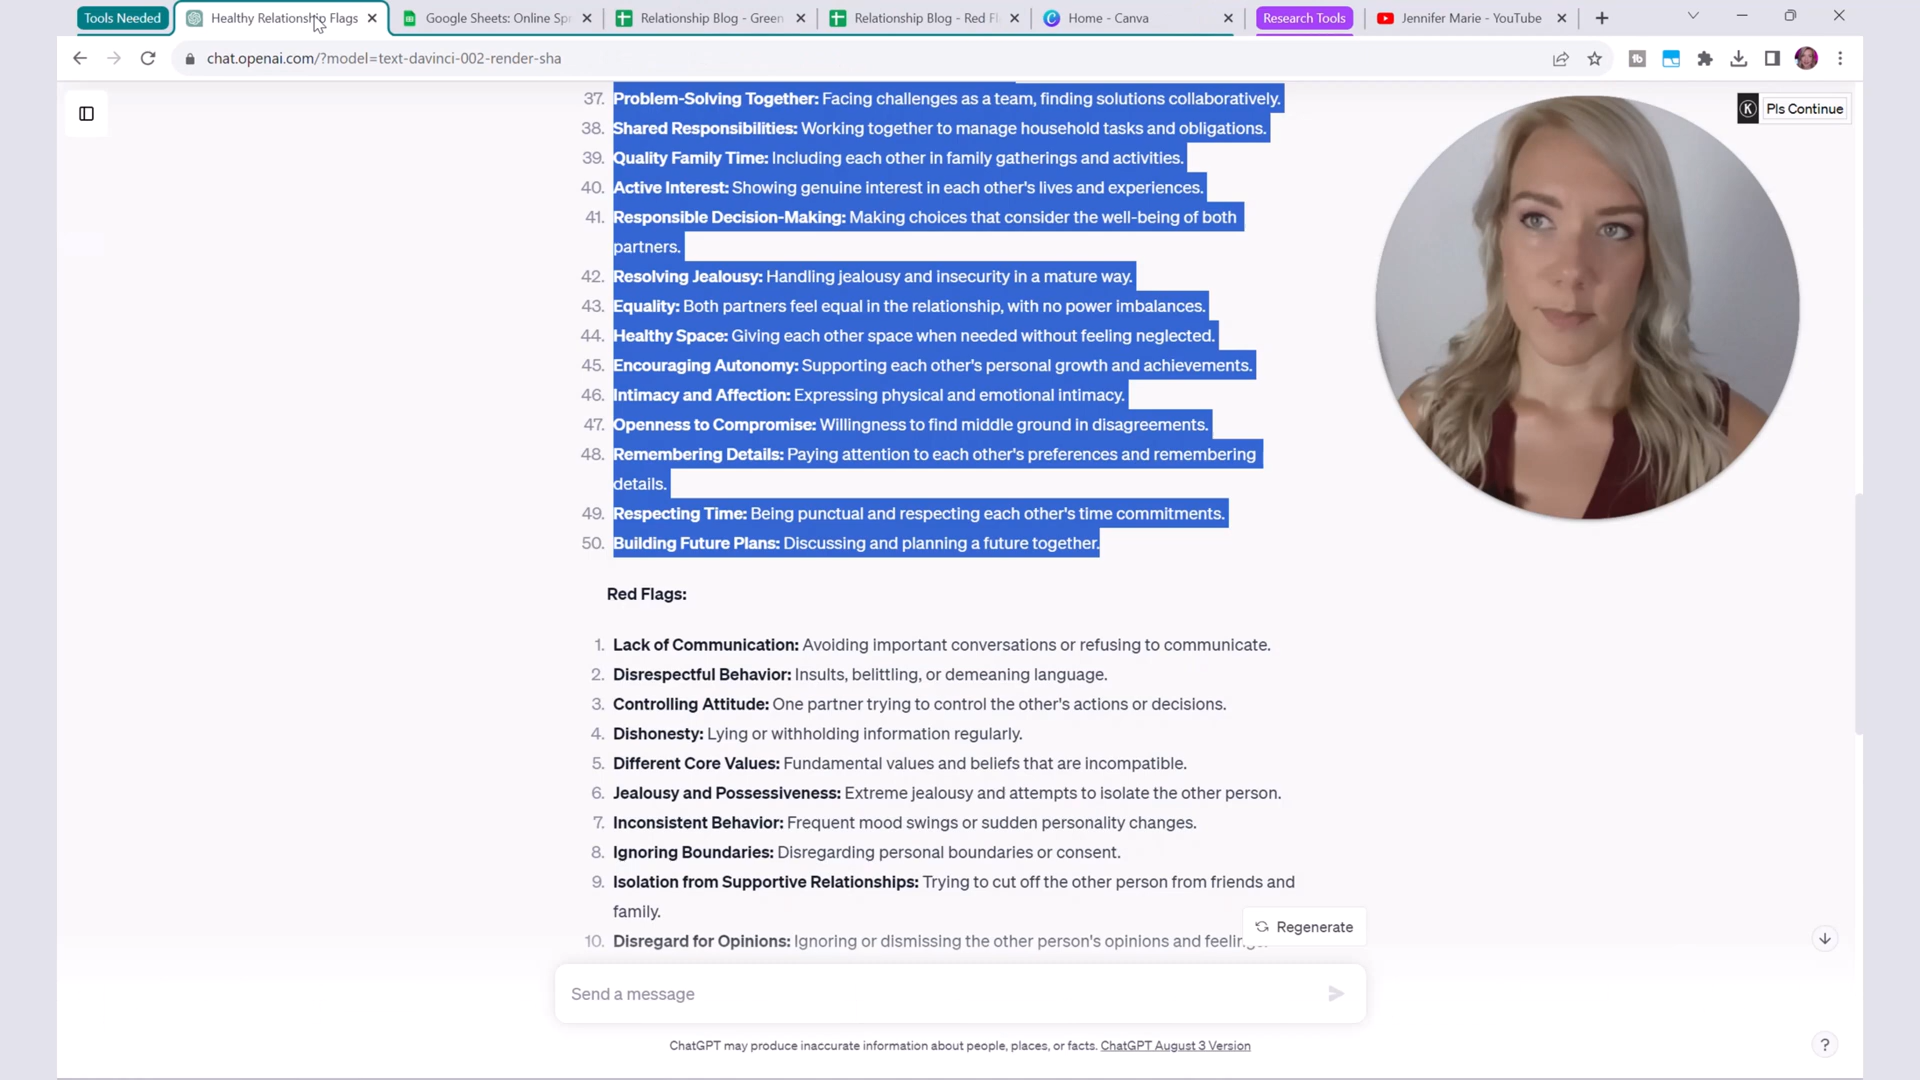 Tools Needed
Healthy Relationship Flags
Google Sheets: Online Spr
Relationship Blog - Green
Relationship Blog - Red Fl
Home - Canva
Research Tools
Jennifer Marie - YouTube
chat.openai.com/?model=text-davinci-002-render-sha
Pls Continue
37. Problem-Solving Together: Facing challenges as a team, finding solutions collaboratively.
38. Shared Responsibilities: Working together to manage household tasks and obligations.
39. Quality Family Time: Including each other in family gatherings and activities.
40. Active Interest: Showing genuine interest in each other's lives and experiences.
41. Responsible Decision-Making: Making choices that consider the well-being of both
partners.
42. Resolving Jealousy: Handling jealousy and insecurity in a mature way.
43. Equality: Both partners feel equal in the relationship, with no power imbalances.
44. Healthy Space: Giving each other space when needed without feeling neglected.
45. Encouraging Autonomy: Supporting each other's personal growth and achievements.
46. Intimacy and Affection: Expressing physical and emotional intimacy.
47. Openness to Compromise: Willingness to find middle ground in disagreements.
48. Remembering Details: Paying attention to each other's preferences and remembering
details.
49. Respecting Time: Being punctual and respecting each other's time commitments.
50. Building Future Plans: Discussing and planning a future together.
Red Flags:
1. Lack of Communication: Avoiding important conversations or refusing to communicate.
2. Disrespectful Behavior: Insults, belittling, or demeaning language.
3. Controlling Attitude: One partner trying to control the other's actions or decisions.
4. Dishonesty: Lying or withholding information regularly.
5. Different Core Values: Fundamental values and beliefs that are incompatible.
6. Jealousy and Possessiveness: Extreme jealousy and attempts to isolate the other person.
7. Inconsistent Behavior: Frequent mood swings or sudden personality changes.
8. Ignoring Boundaries: Disregarding personal boundaries or consent.
9. Isolation from Supportive Relationships: Trying to cut off the other person from friends and
family.
10. Disregard for Opinions: Ignoring or dismissing the other person's opinions and feelings.
Regenerate
Send a message
ChatGPT may produce inaccurate information about people, places, or facts. ChatGPT August 3 Version
?